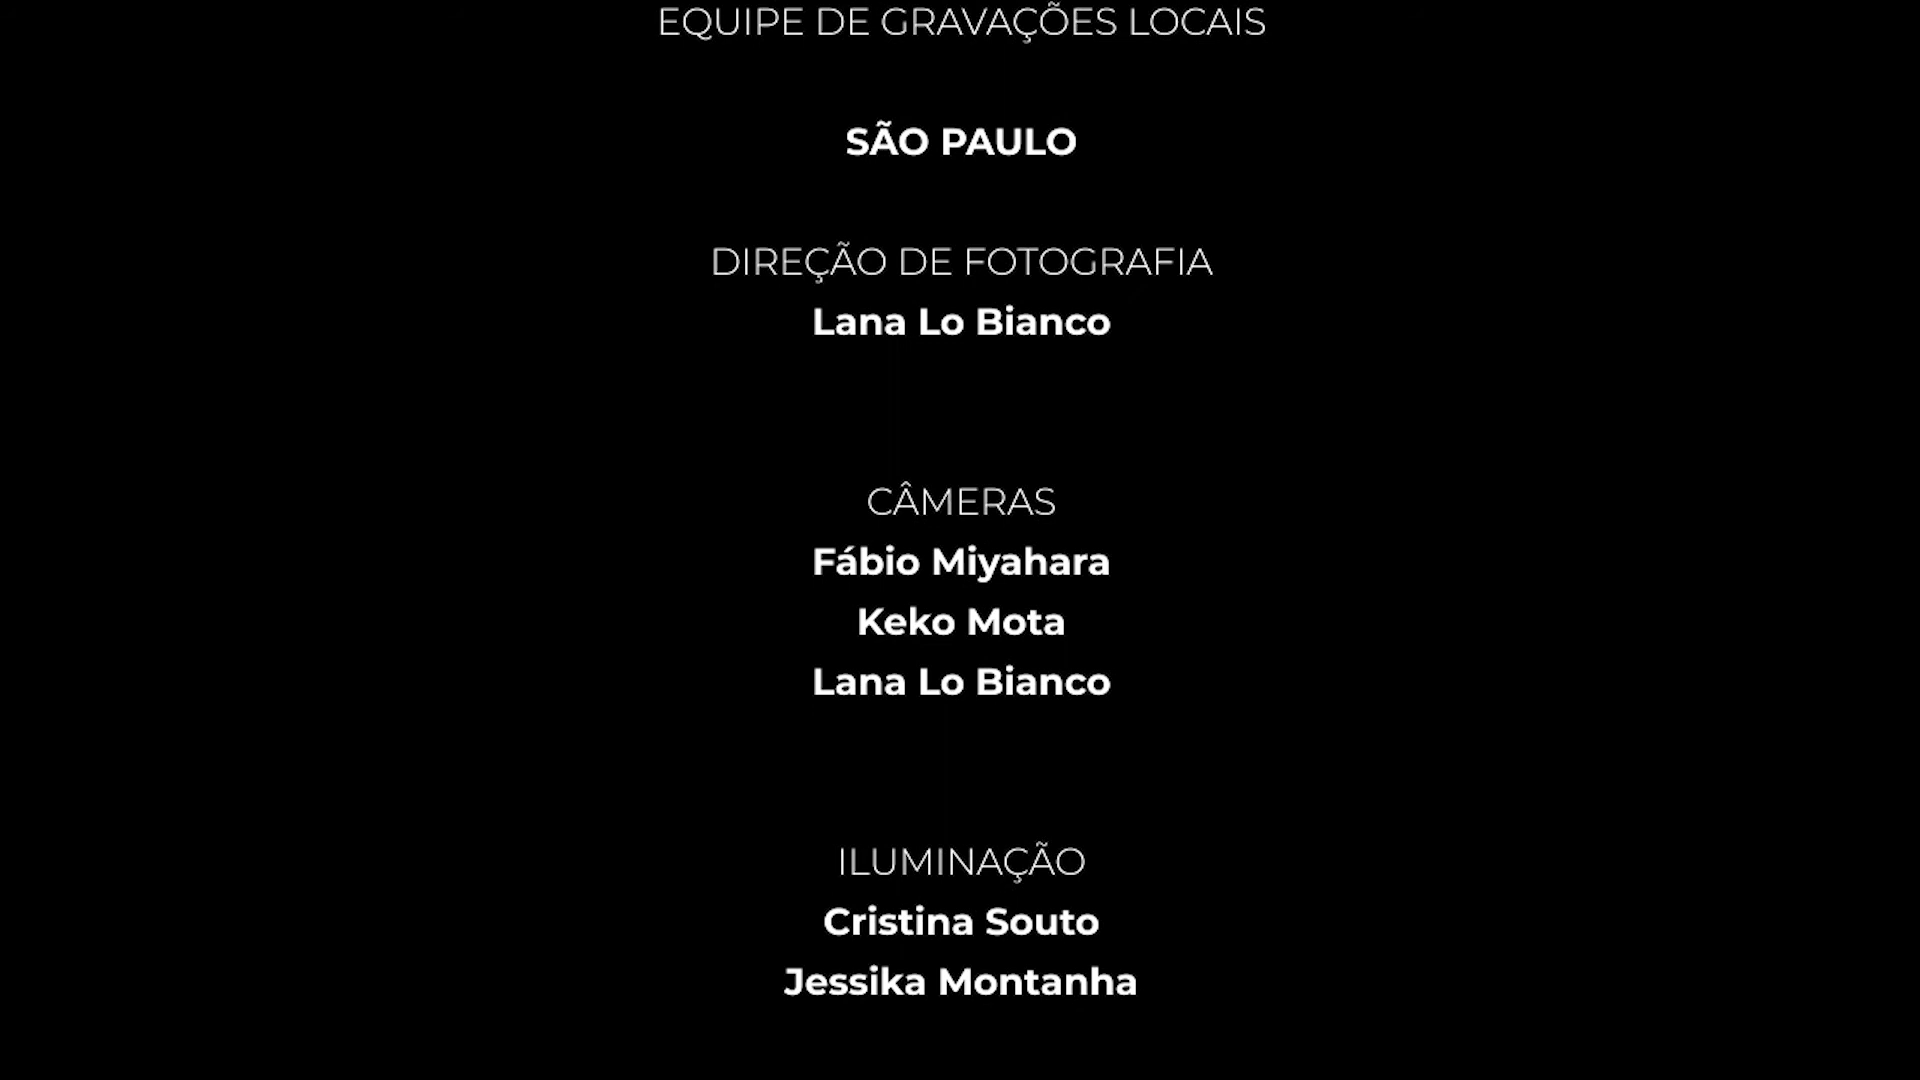 EQUIPE DE GRAVAÇÕES LOCAIS
SÃO PAULO
DIREÇÃO DE FOTOGRAFIA
Lana Lo Bianco
CÂMERAS
Fábio Miyahara
Keko Mota
Lana Lo Bianco
ILUMINAÇÃO
Cristina Souto
Jessika Montanha